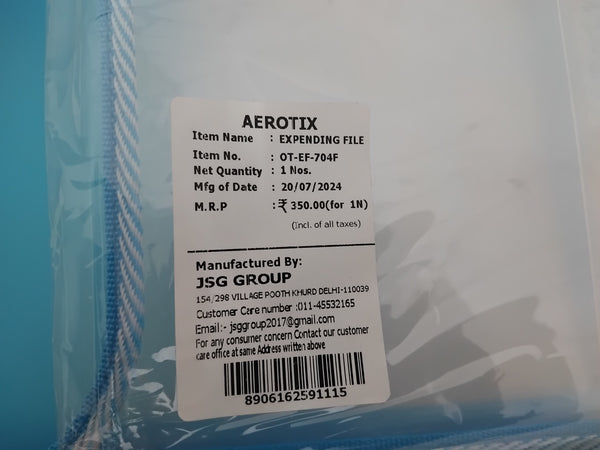 AEROTIX
Item Name : EXPENDING FILE
Item No. : OT-EF-704F
Net Quantity : 1 Nos.
Mfg of Date : 20/07/2024
M.R.P : ₹ 350.00(for 1N)
(Incl. of all taxes)
Manufactured By:
JSG GROUP
154/298 VILLAGE POOTH KHURD DELHI-110039
Customer Care number :011-45532165
Email:- jsggroup2017@gmail.com
For any consumer concern Contact our customer
care office at same Address written above
8906162591115